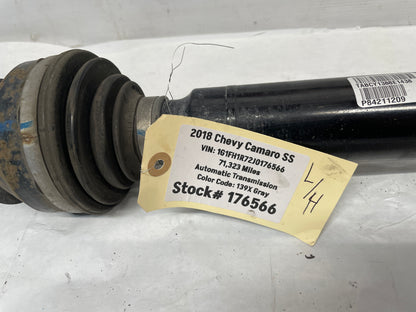 P84211209
2018 Chevy Camaro SS
VIN: 1G1FH1R72J0176566
71,323 Miles
Automatic Transmission
Color Code: 139X Gray
Stock# 176566
L/H